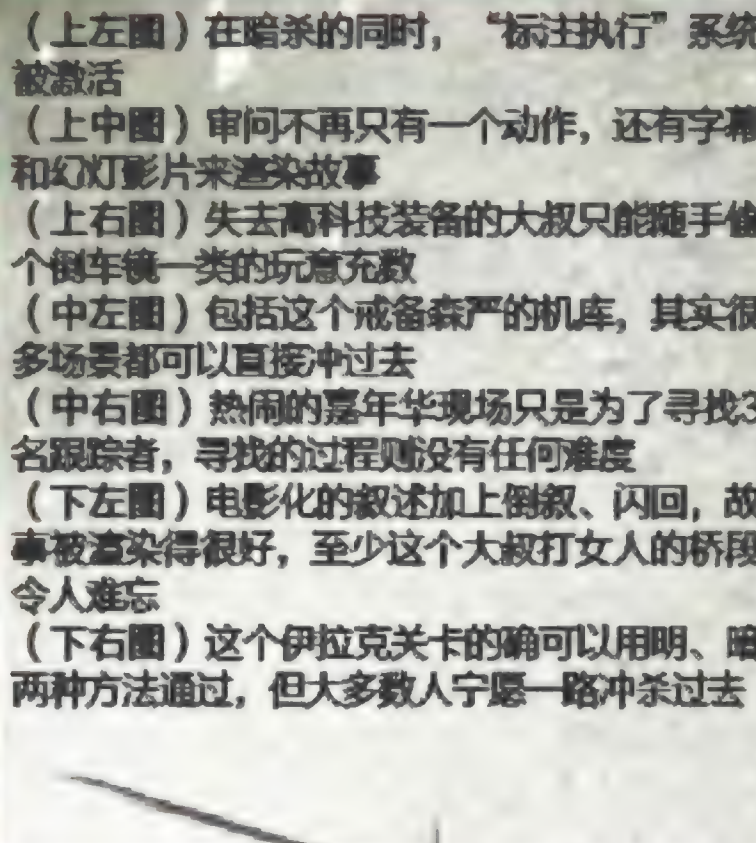 （上左图）在暗杀的同时，“标注执行”系统
被激活
（上中图）审问不再只有一个动作，还有字幕
和幻灯影片来渲染故事
（上右图）失去高科技装备的大叔只能随手偷
个倒车镜一类的玩意充数
（中左图）包括这个戒备森严的机库，其实很
多场景都可以直接冲过去
（中右图）热闹的嘉年华现场只是为了寻找3
名跟踪者，寻找的过程则没有任何难度
（下左图）电影化的叙述加上倒叙、闪回，故
事被渲染得很好，至少这个大叔打女人的桥段
令人难忘
（下右图）这个伊拉克关卡的确可以用明、暗
两种方法通过，但大多数人宁愿一路冲杀过去